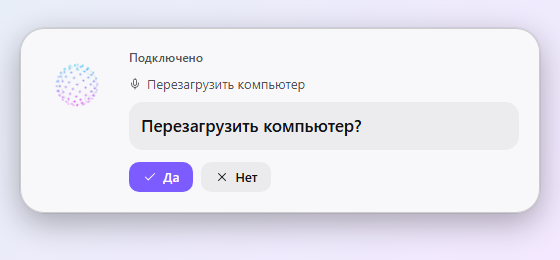 Подключено
Перезагрузить компьютер
Перезагрузить компьютер?
Да
Нет